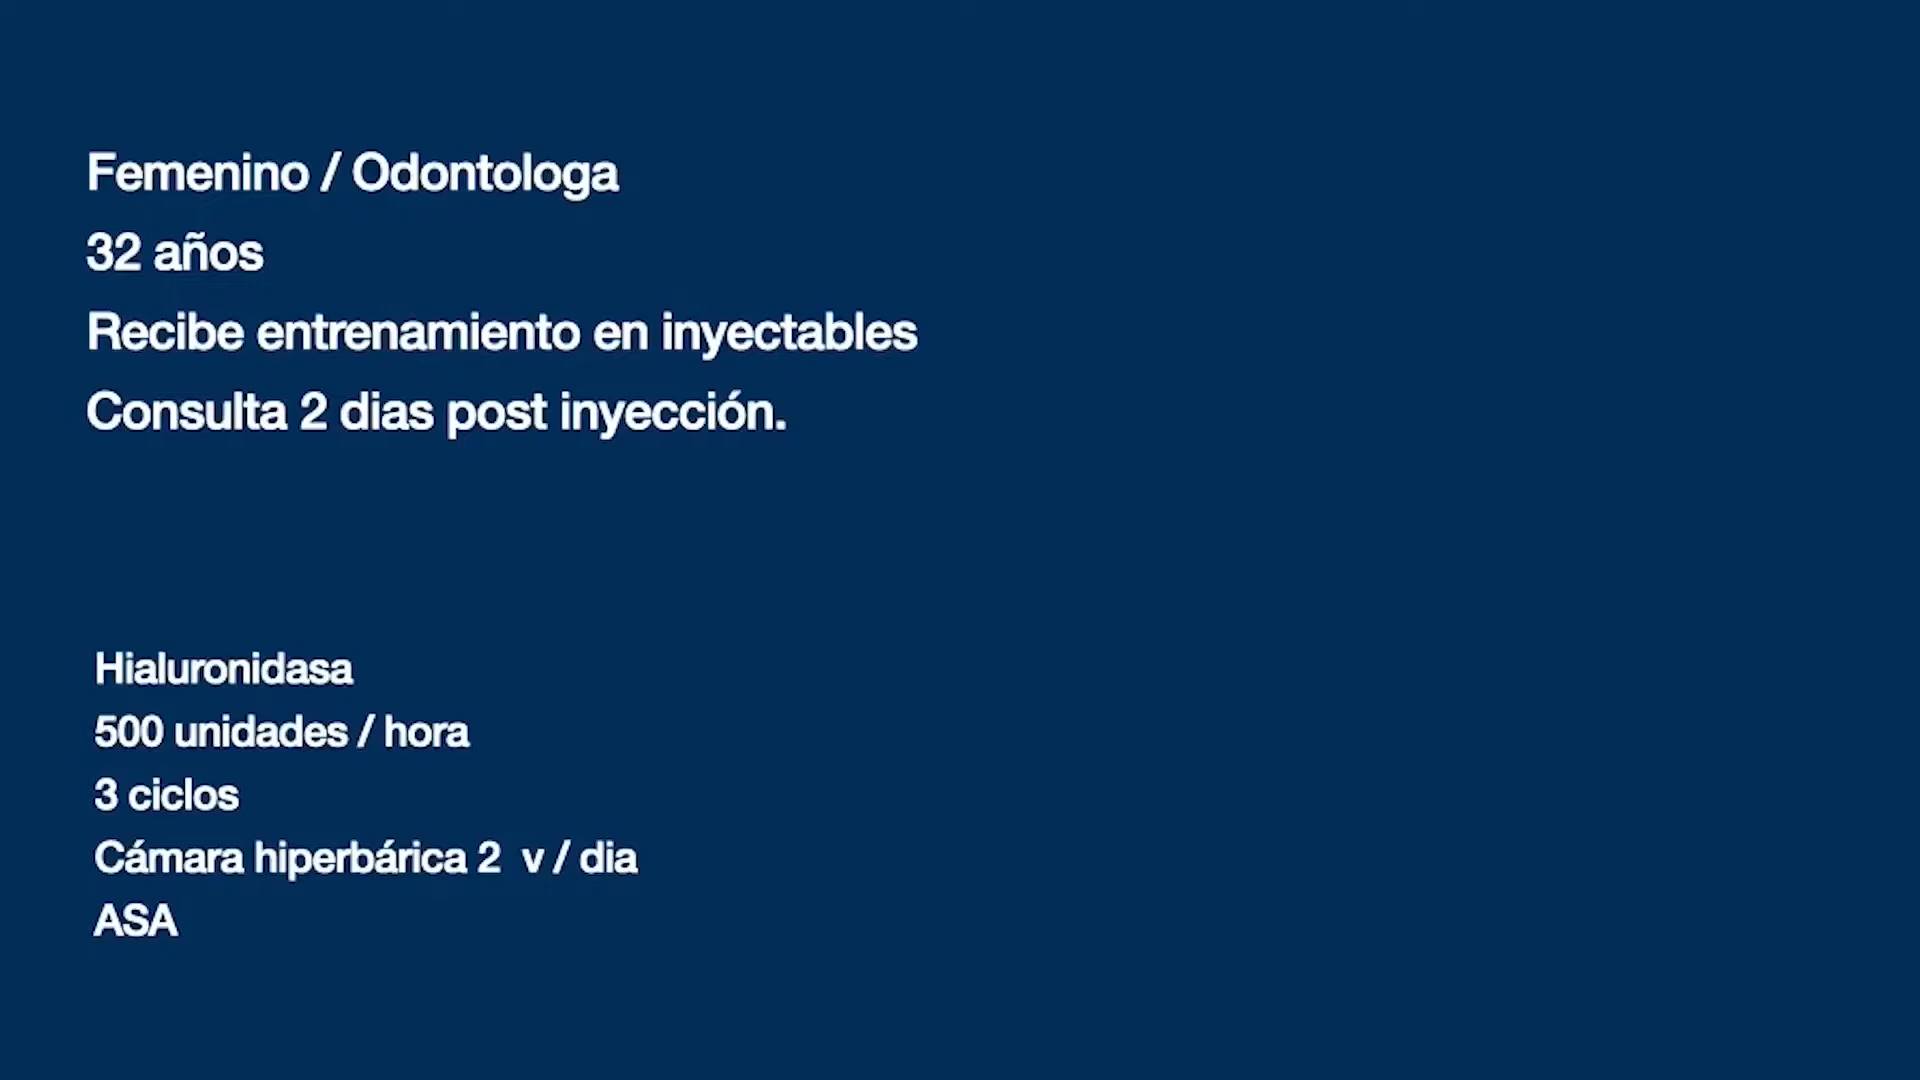 Femenino / Odontologa
32 años
Recibe entrenamiento en inyectables
Consulta 2 dias post inyección.
Hialuronidasa
500 unidades / hora
3 ciclos
Cámara hiperbárica 2 v / dia
ASA